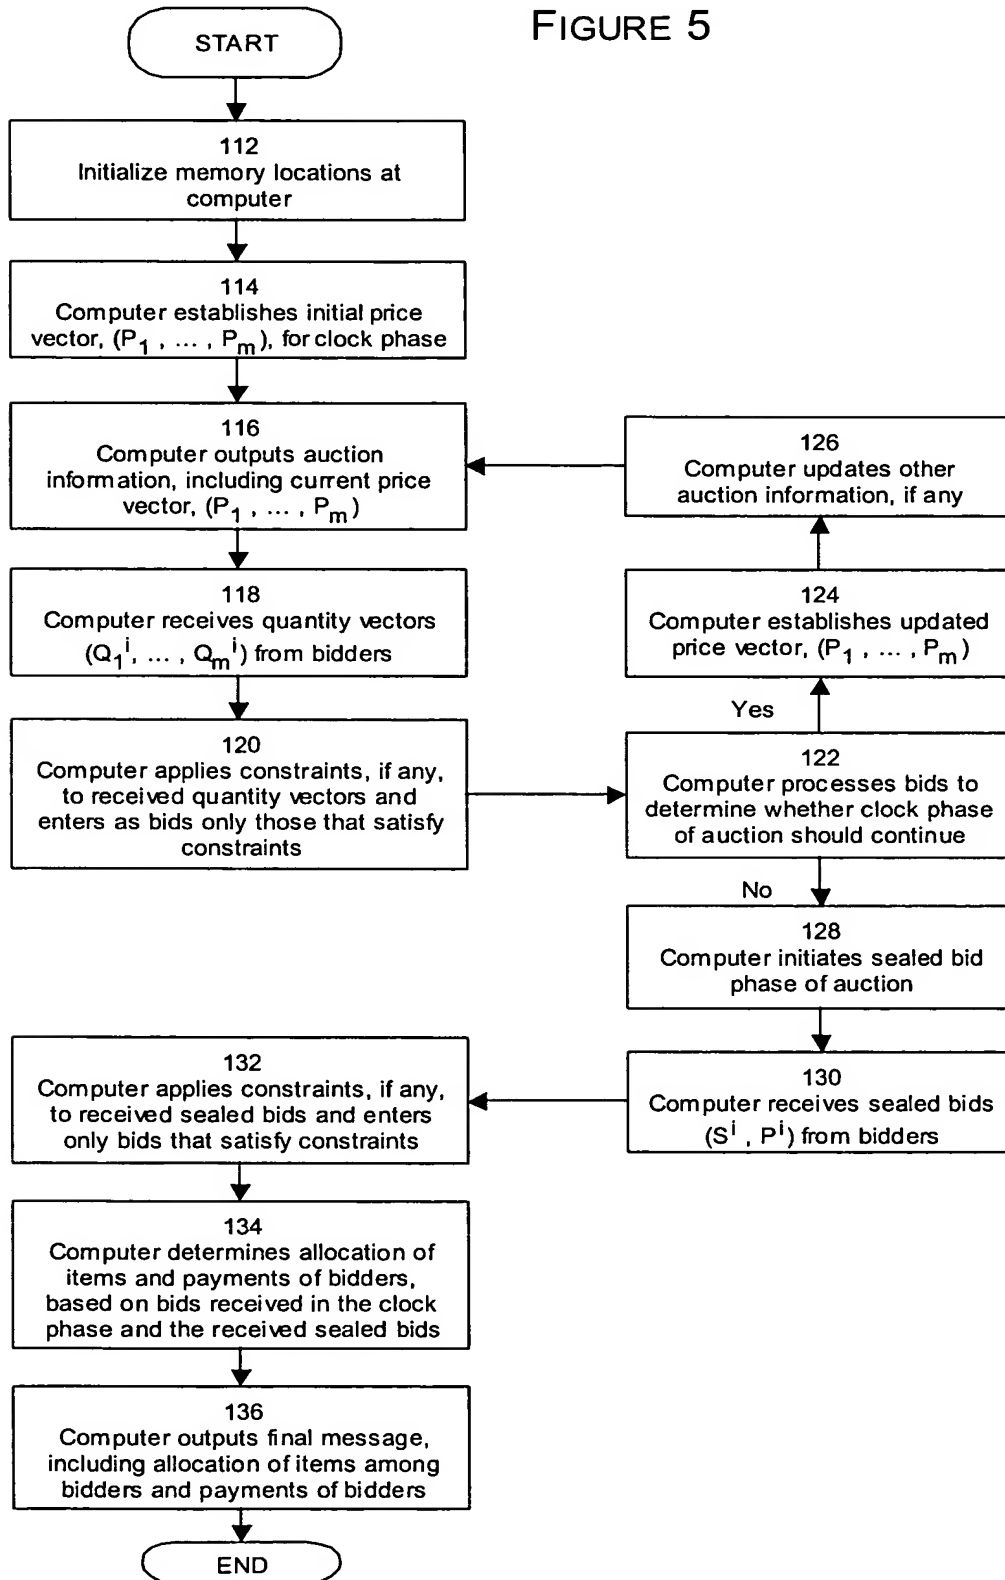 FIGURE 5
START
112
Initialize memory locations at
computer
114
Computer establishes initial price
vector, (P1 , ... , Pm), for clock phase
116
Computer outputs auction
information, including current price
vector, (P1 , ... , Pm)
118
Computer receives quantity vectors
(Q1i, ... , Qmi) from bidders
120
Computer applies constraints, if any,
to received quantity vectors and
enters as bids only those that satisfy
constraints
126
Computer updates other
auction information, if any
124
Computer establishes updated
price vector, (P1 , ... , Pm)
Yes
122
Computer processes bids to
determine whether clock phase
of auction should continue
No
128
Computer initiates sealed bid
phase of auction
130
Computer receives sealed bids
(Si , Pi) from bidders
132
Computer applies constraints, if any,
to received sealed bids and enters
only bids that satisfy constraints
134
Computer determines allocation of
items and payments of bidders,
based on bids received in the clock
phase and the received sealed bids
136
Computer outputs final message,
including allocation of items among
bidders and payments of bidders
END